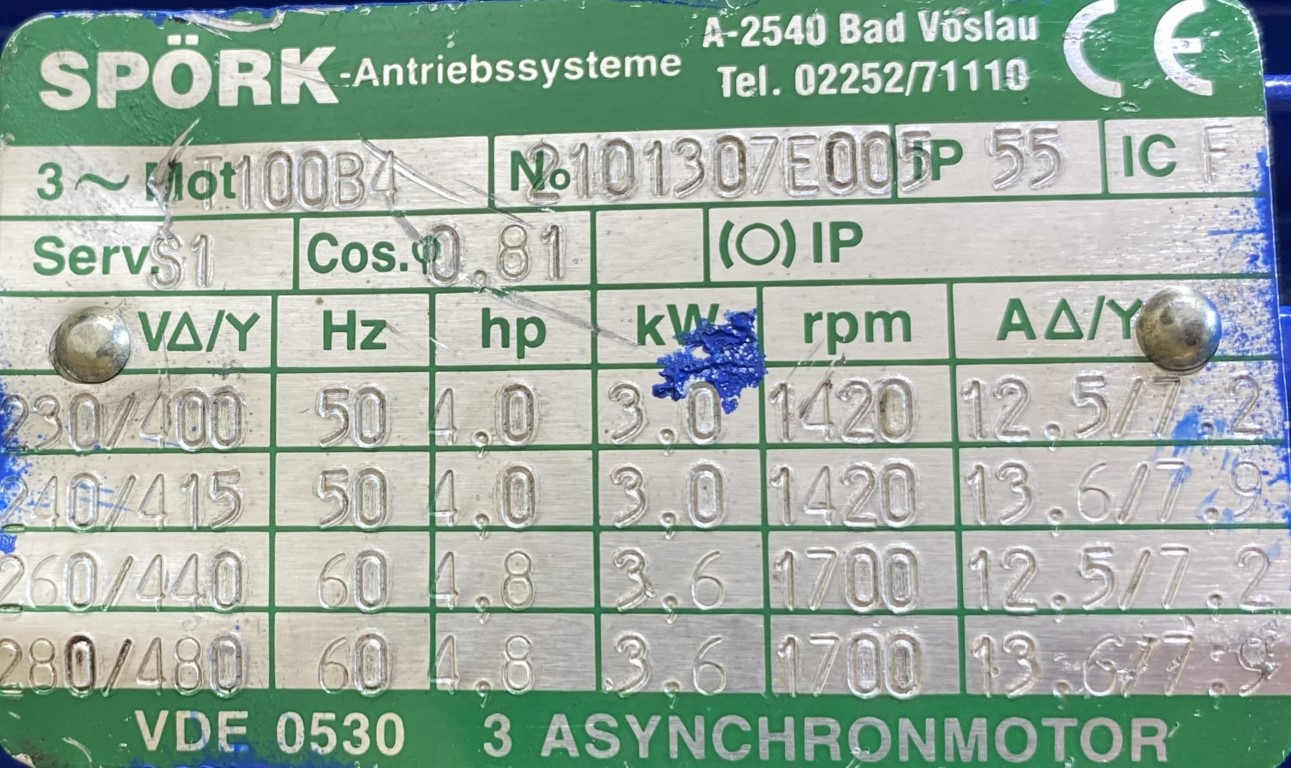 SPÖRK-Antriebssysteme A-2540 Bad Vöslau
Tel. 02252/71110
CE
3~ Mot T100B4 No 2101307E005 IP 55 IC F
Serv. S1 Cos.φ 0.81 (O) IP
VΔ/Y Hz hp kW rpm AΔ/Y
230/400 50 4,0 3,0 1420 12.5/7.2
240/415 50 4,0 3,0 1420 13.6/7.9
260/440 60 4,8 3,6 1700 12.5/7.2
280/480 60 4,8 3,6 1700 13.6/7.9
VDE 0530 3 ASYNCHRONMOTOR